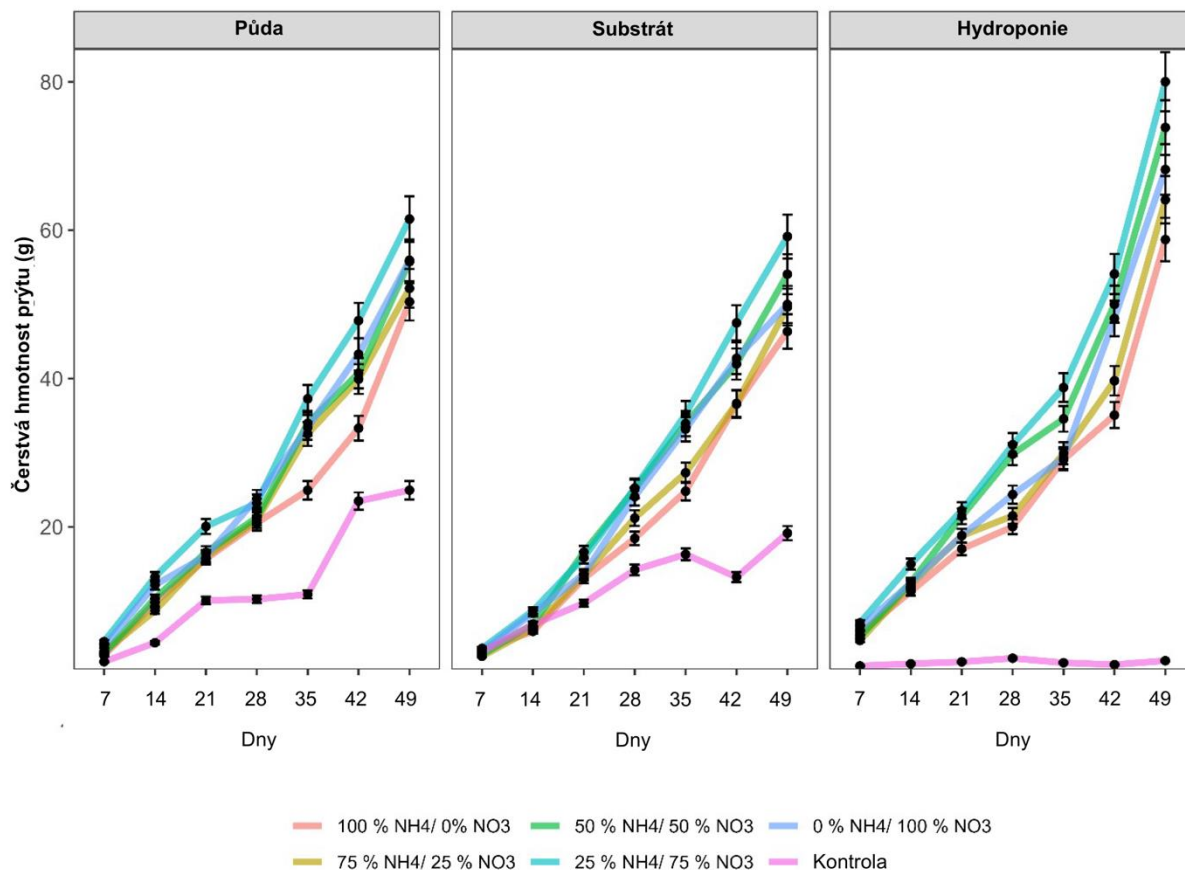 Půda Substrát Hydroponie
Čerstvá hmotnost prýtu (g)
80
60
40
20
7 14 21 28 35 42 49 7 14 21 28 35 42 49 7 14 21 28 35 42 49
Dny Dny Dny
100 % NH4/ 0% NO3 50 % NH4/ 50 % NO3 0 % NH4/ 100 % NO3
75 % NH4/ 25 % NO3 25 % NH4/ 75 % NO3 Kontrola